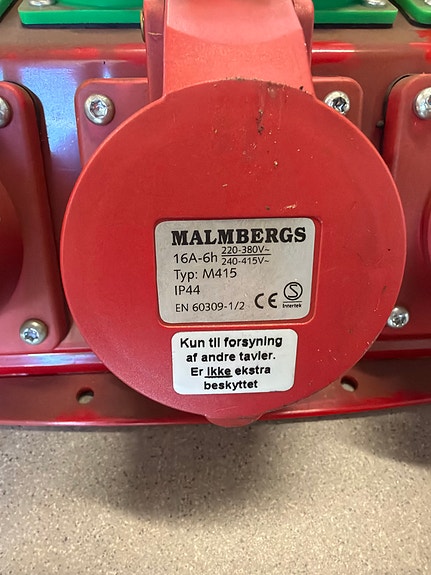 MALMBERGS
16A-6h 220-380V~
240-415V~
Typ: M415
IP44
EN 60309-1/2 CE S Intertek
Kun til forsyning
af andre tavler.
Er ikke ekstra
beskyttet